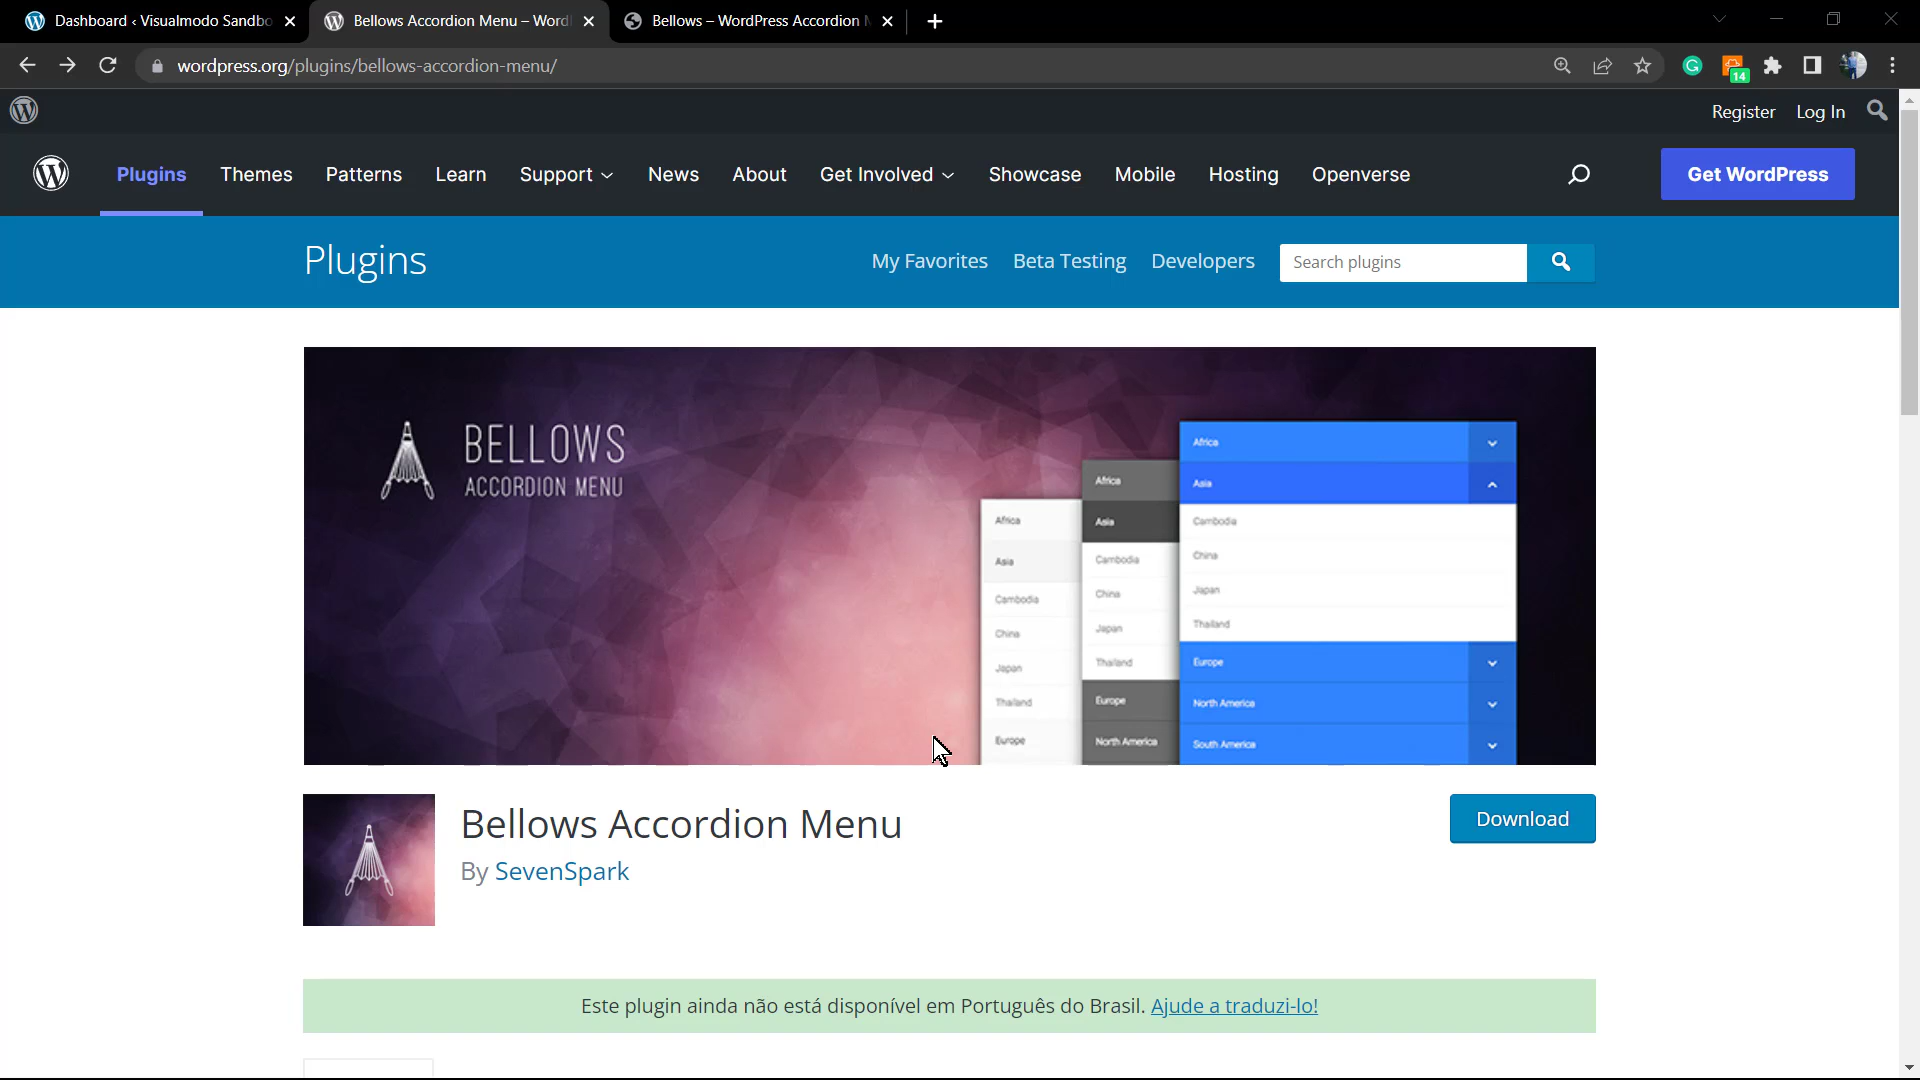 Dashboard ‹ Visualmodo Sandbo
Bellows Accordion Menu – Word
Bellows – WordPress Accordion M
wordpress.org/plugins/bellows-accordion-menu/
14
Register Log In
Plugins Themes Patterns Learn Support News About Get Involved Showcase Mobile Hosting Openverse Get WordPress
Plugins My Favorites Beta Testing Developers Search plugins
BELLOWS
ACCORDION MENU
Africa
Asia
Cambodia
China
Japan
Thailand
Europe
Africa
Asia
Cambodia
China
Japan
Thailand
Europe
North America
Africa
Asia
Cambodia
China
Japan
Thailand
Europe
North America
South America
Bellows Accordion Menu
By SevenSpark
Download
Este plugin ainda não está disponível em Português do Brasil. Ajude a traduzi-lo!